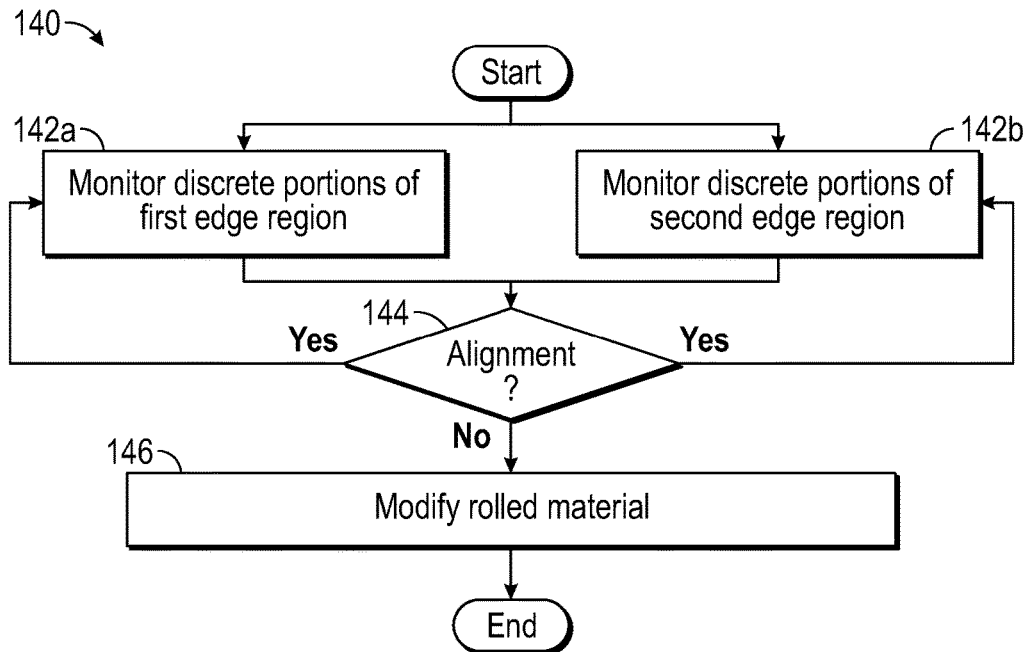 140
Start
142a
142b
Monitor discrete portions of
first edge region
Monitor discrete portions of
second edge region
144
Yes
Alignment
?
Yes
No
146
Modify rolled material
End